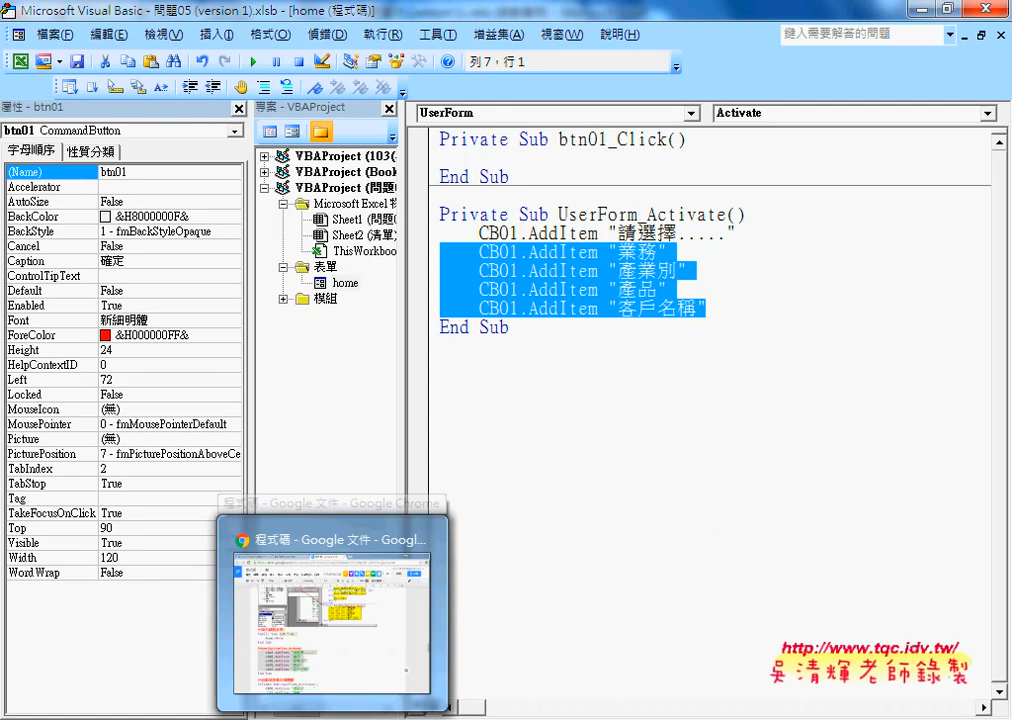 Microsoft Visual Basic - 問題05 (version 1).xlsb - [home (程式碼)]
檔案(F) 編輯(E) 檢視(V) 插入(I) 格式(O) 偵錯(D) 執行(R) 工具(T) 增益集(A) 視窗(W) 說明(H)
鍵入需要解答的問題
列 7，行 1
屬性 - btn01
專案 - VBAProject
btn01 CommandButton
字母順序 性質分類
(Name) btn01
Accelerator
AutoSize False
BackColor &H8000000F&
BackStyle 1 - fmBackStyleOpaque
Cancel False
Caption 確定
ControlTipText
Default False
Enabled True
Font 新細明體
ForeColor &H000000FF&
Height 24
HelpContextID 0
Left 72
Locked False
MouseIcon (無)
MousePointer 0 - fmMousePointerDefault
Picture (無)
PicturePosition 7 - fmPicturePositionAboveCe
TabIndex 2
TabStop True
Tag
TakeFocusOnClick True
Top 90
Visible True
Width 120
WordWrap False
VBAProject (103(
VBAProject (Book
VBAProject (問題
Microsoft Excel 物
Sheet1 (問題0
Sheet2 (清單)
ThisWorkboo
表單
home
模組
UserForm
Activate
Private Sub btn01_Click()
End Sub
Private Sub UserForm_Activate()
CB01.AddItem "請選擇....."
CB01.AddItem "業務"
CB01.AddItem "產業別"
CB01.AddItem "產品"
CB01.AddItem "客戶名稱"
End Sub
程式碼 - Google 文件 - Google Chrome
程式碼 - Google 文件 - Googl...
http://www.tqc.idv.tw/
吳清輝老師錄製